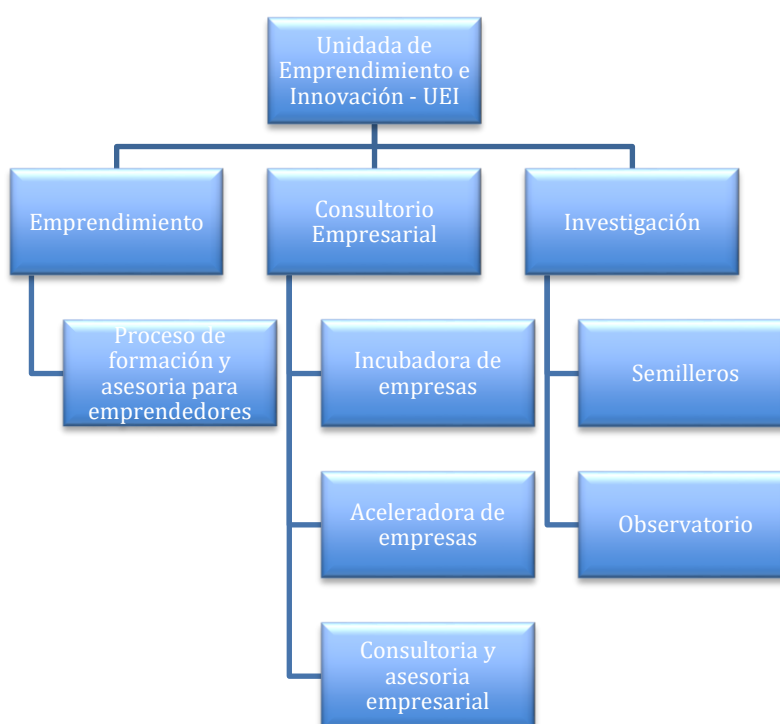 Unidada de
Emprendimiento e
Innovación - UEI
Emprendimiento
Consultorio
Empresarial
Investigación
Proceso de
formación y
asesoria para
emprendedores
Incubadora de
empresas
Semilleros
Aceleradora de
empresas
Observatorio
Consultoria y
asesoria
empresarial